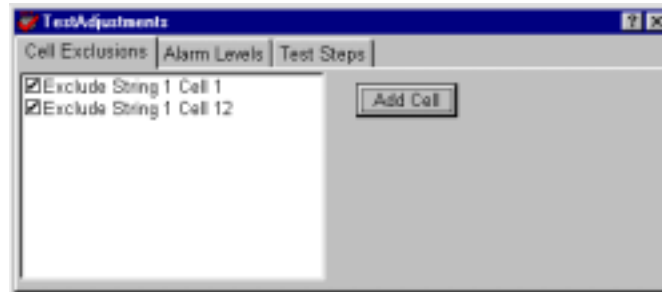 TestAdjustments
Cell Exclusions Alarm Levels Test Steps
Exclude String 1 Cell 1
Exclude String 1 Cell 12
Add Cell